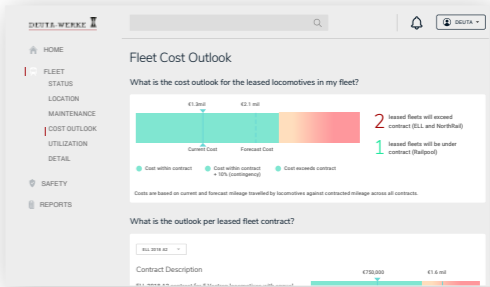 DEUTA-WERKE
DEUTA
HOME
FLEET
STATUS
LOCATION
MAINTENANCE
COST OUTLOOK
UTILIZATION
DETAIL
SAFETY
REPORTS
Fleet Cost Outlook
What is the cost outlook for the leased locomotives in my fleet?
€1.3mil €2.1 mil
Current Cost Forecast Cost
2 leased fleets will exceed
contract (ELL and NorthRail)
1 leased fleets will be under
contract (Railpool)
Cost within contract Cost within contract Cost exceeds contract
+ 10% (contingency)
Costs are based on current and forecast mileage travelled by locomotives against contracted mileage across all contracts.
What is the outlook per leased fleet contract?
ELL 2018 A2
Contract Description
€750,000 €1.6 mil